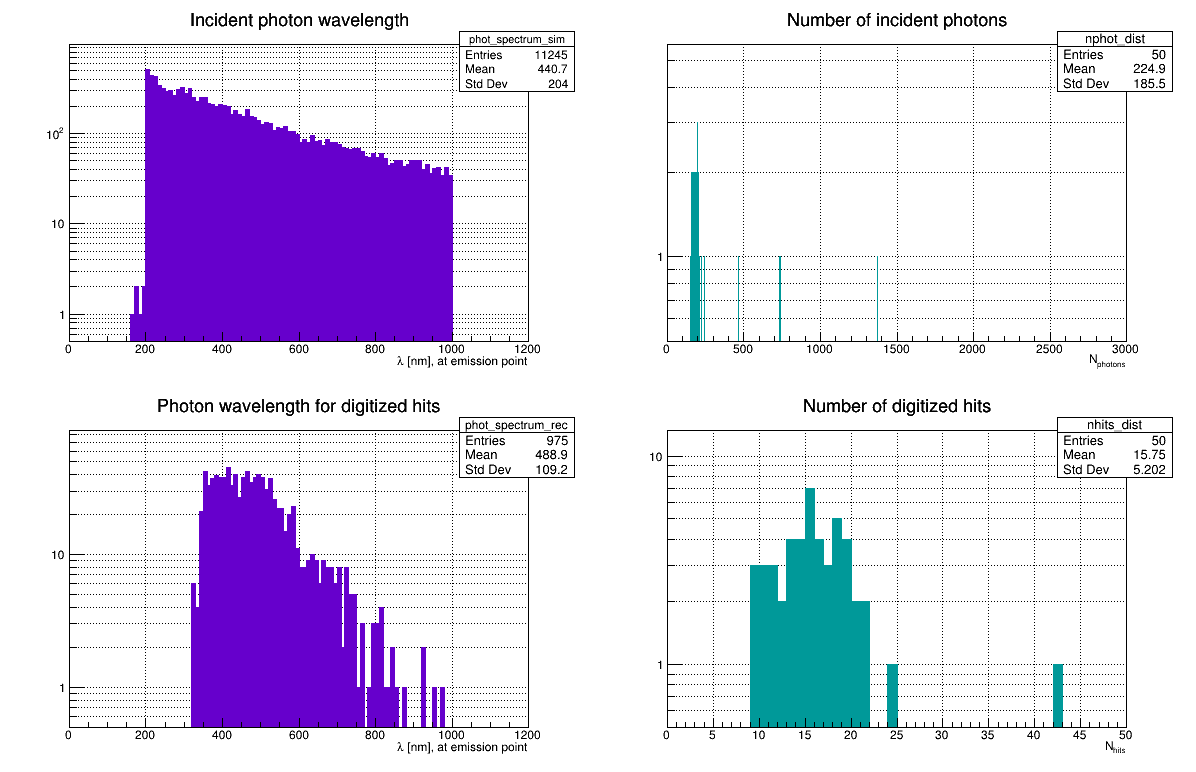 Incident photon wavelength
phot_spectrum_sim
Entries 11245
Mean 440.7
Std Dev 204
10²
10
1
0 200 400 600 800 1000 1200
λ [nm], at emission point
Number of incident photons
nphot_dist
Entries 50
Mean 224.9
Std Dev 185.5
1
0 500 1000 1500 2000 2500 3000
N photons
Photon wavelength for digitized hits
phot_spectrum_rec
Entries 975
Mean 488.9
Std Dev 109.2
10
1
0 200 400 600 800 1000 1200
λ [nm], at emission point
Number of digitized hits
nhits_dist
Entries 50
Mean 15.75
Std Dev 5.202
10
1
0 5 10 15 20 25 30 35 40 45 50
N hits